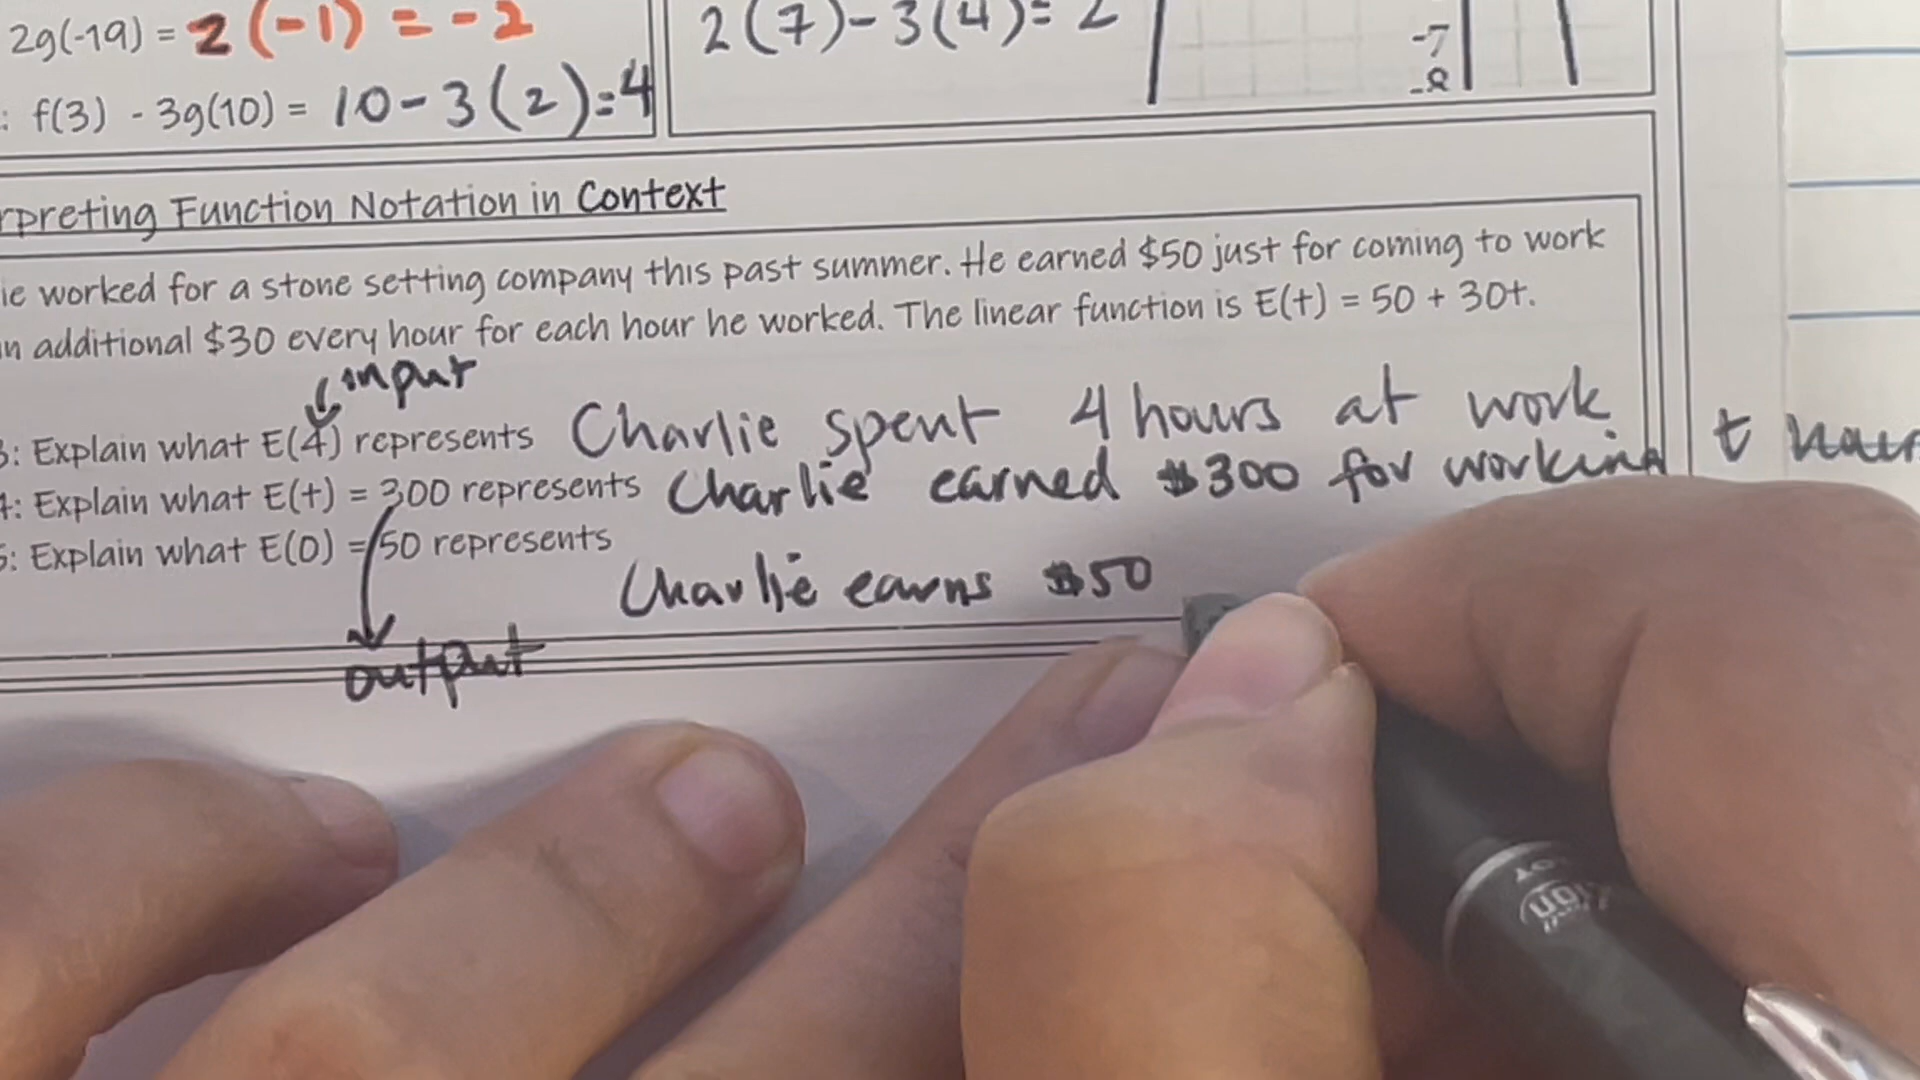 2g(-19) = 2(-1) = -2
: f(3) - 3g(10) = 10-3(2)=4
2(7)-3(4)= 2
-7
-8
rpreting Function Notation in Context
ie worked for a stone setting company this past summer. He earned $50 just for coming to work
n additional $30 every hour for each hour he worked. The linear function is E(t) = 50 + 30t.
input
3: Explain what E(4) represents Charlie spent 4 hours at work
4: Explain what E(t) = 300 represents Charlie earned $300 for working t hour
5: Explain what E(0) = 50 represents
Charlie earns $50
output